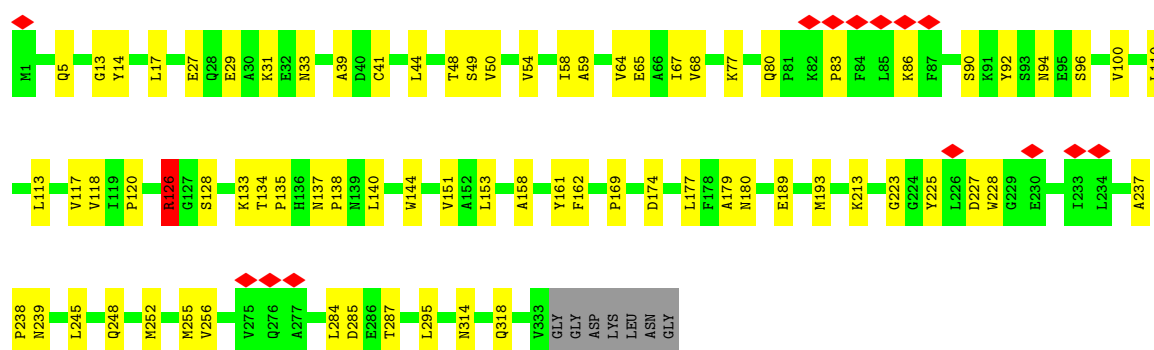 M1 Q5 G13 Y14 L17 E27 Q28 E29 A30 K31 E32 N33 A39 D40 C41 L44 T48 S49 V50 V54 I58 A59 V64 E65 A66 I67 V68 K77 Q80 P81 K82 P83 F84 L85 K86 F87 S90 K91 Y92 S93 N94 E95 S96 V100
L113 V117 V118 I119 P120 R126 G127 S128 K133 T134 P135 H136 N137 P138 N139 L140 W144 V151 A152 L153 A158 Y161 F162 P169 D174 L177 F178 A179 N180 E189 M193 K213 G223 G224 Y225 L226 D227 W228 G229 E230 I233 L234 A237
P238 N239 L245 Q248 M252 M255 V256 V275 Q276 A277 L284 D285 E286 T287 L295 N314 Q318 V333 GLY GLY ASP LYS LEU ASN GLY